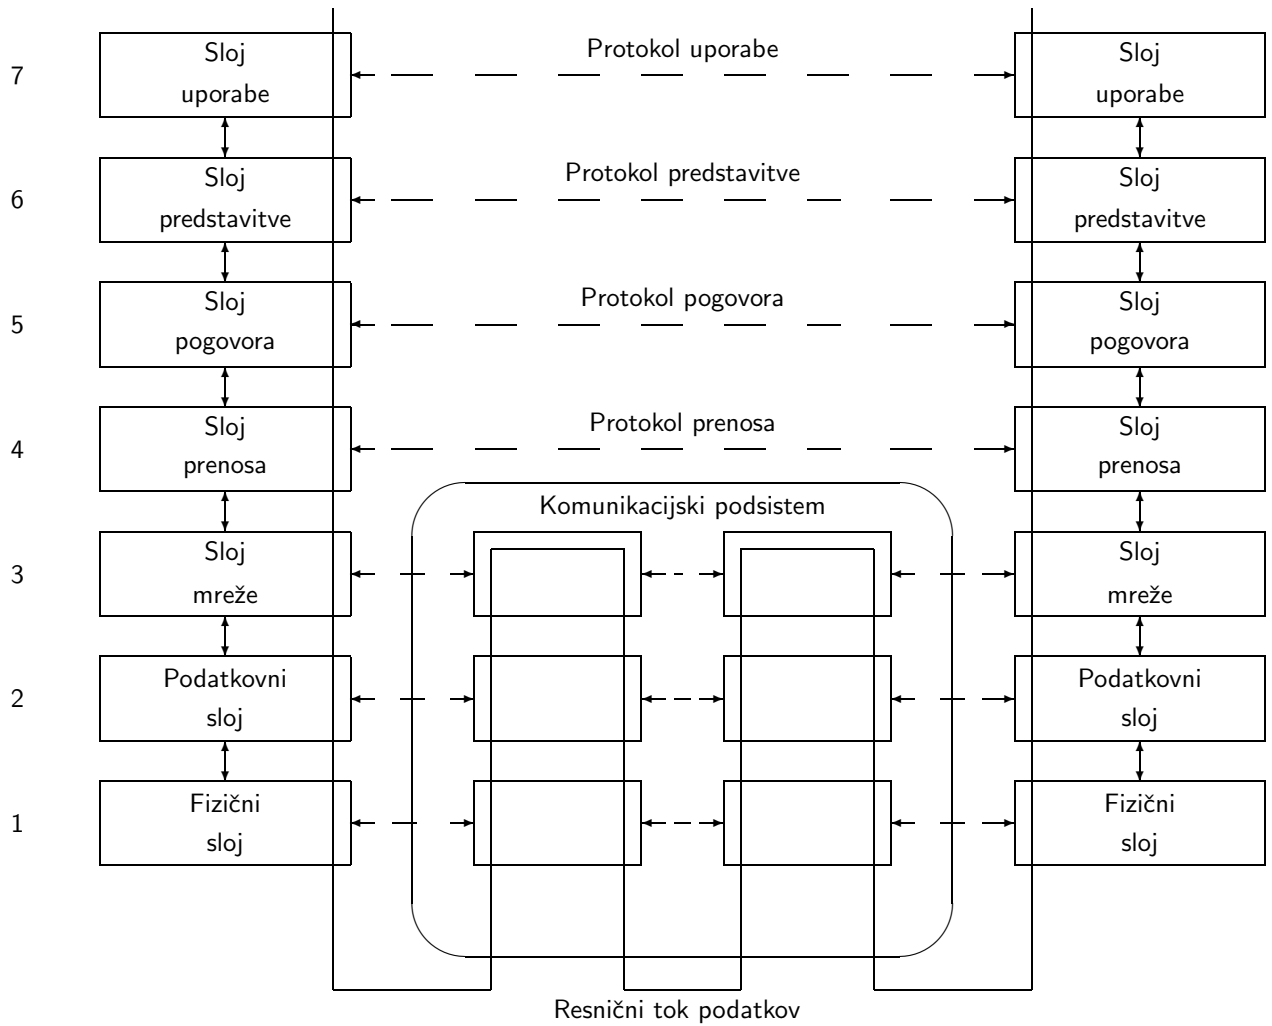 Sloj
Protokol uporabe
Sloj
7
uporabe
uporabe
Sloj
Protokol predstavitve
Sloj
6
predstavitve
predstavitve
Sloj
Protokol pogovora
Sloj
5
pogovora
pogovora
Sloj
Protokol prenosa
Sloj
4
prenosa
prenosa
Komunikacijski podsistem
Sloj
Sloj
3
mreže
mreže
Podatkovni
Podatkovni
2
sloj
sloj
Fizični
Fizični
1
sloj
sloj
Resnični tok podatkov